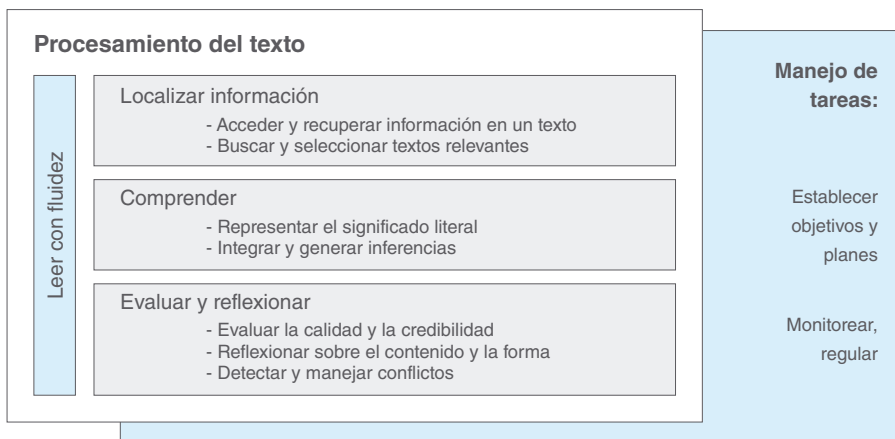 Procesamiento del texto
Leer con fluidez
Localizar información
- Acceder y recuperar información en un texto
- Buscar y seleccionar textos relevantes
Comprender
- Representar el significado literal
- Integrar y generar inferencias
Evaluar y reflexionar
- Evaluar la calidad y la credibilidad
- Reflexionar sobre el contenido y la forma
- Detectar y manejar conflictos
Manejo de
tareas:
Establecer
objetivos y
planes
Monitorear,
regular